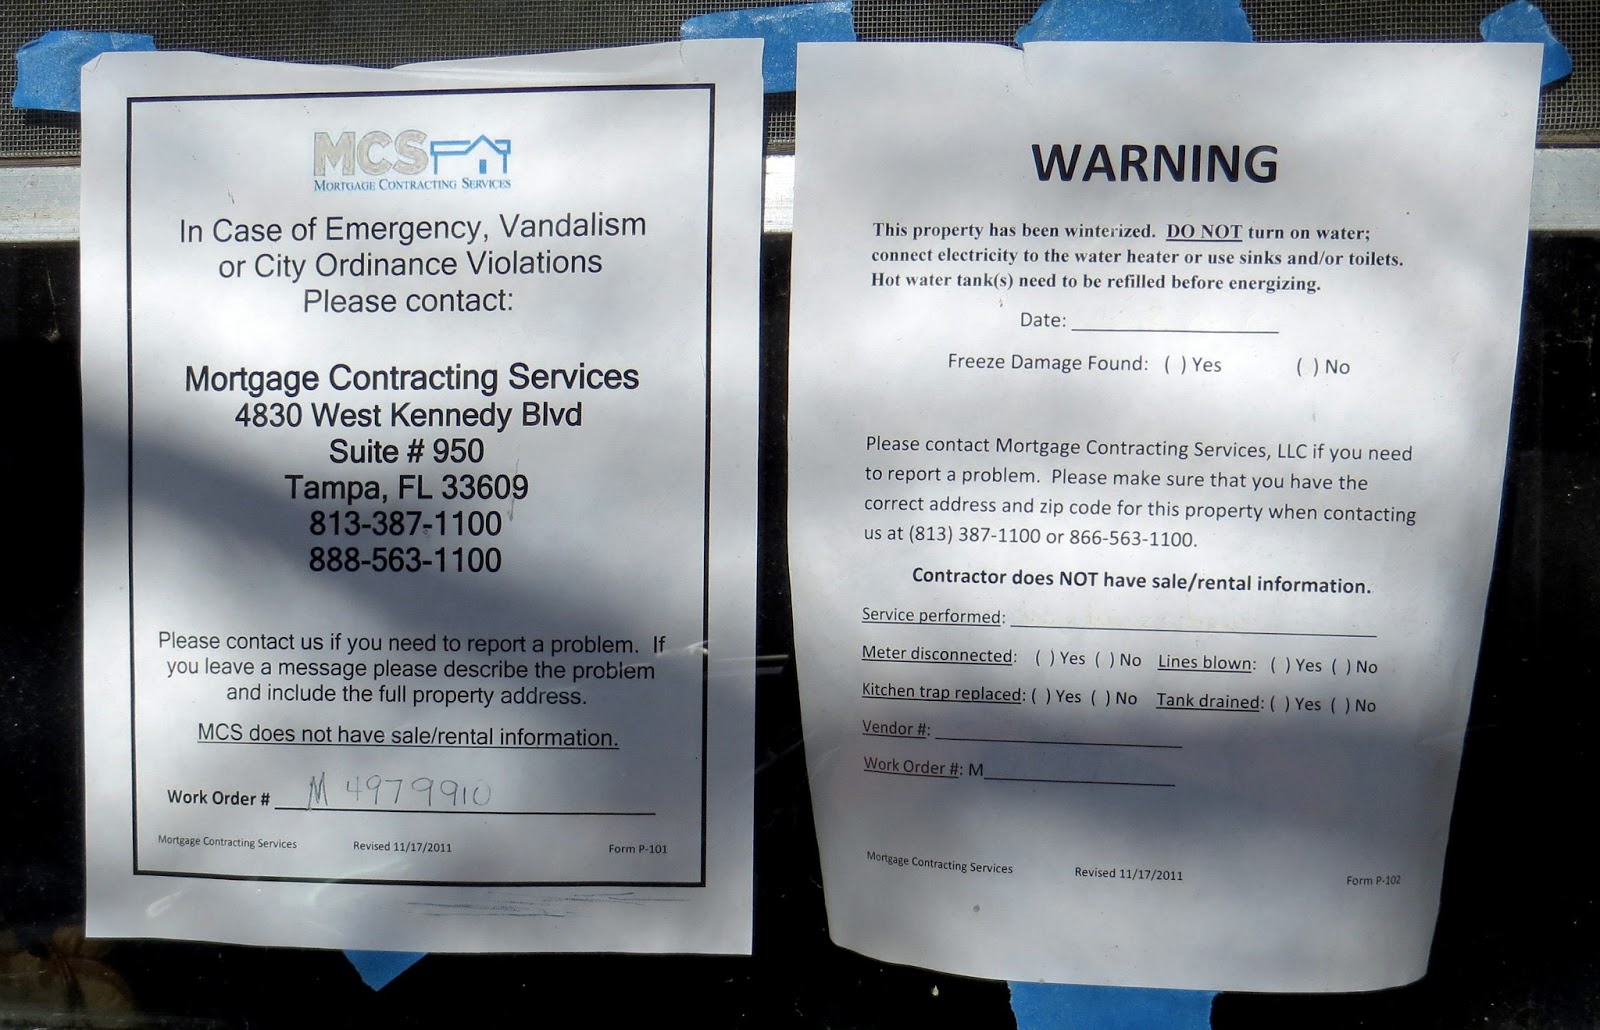 MCS
MORTGAGE CONTRACTING SERVICES
In Case of Emergency, Vandalism
or City Ordinance Violations
Please contact:
Mortgage Contracting Services
4830 West Kennedy Blvd
Suite # 950
Tampa, FL 33609
813-387-1100
888-563-1100
Please contact us if you need to report a problem. If
you leave a message please describe the problem
and include the full property address.
MCS does not have sale/rental information.
Work Order # M 4979910
Mortgage Contracting Services Revised 11/17/2011 Form P-101
WARNING
This property has been winterized. DO NOT turn on water;
connect electricity to the water heater or use sinks and/or toilets.
Hot water tank(s) need to be refilled before energizing.
Date: ____________________
Freeze Damage Found: ( ) Yes ( ) No
Please contact Mortgage Contracting Services, LLC if you need
to report a problem. Please make sure that you have the
correct address and zip code for this property when contacting
us at (813) 387-1100 or 866-563-1100.
Contractor does NOT have sale/rental information.
Service performed: ____________________
Meter disconnected: ( ) Yes ( ) No Lines blown: ( ) Yes ( ) No
Kitchen trap replaced: ( ) Yes ( ) No Tank drained: ( ) Yes ( ) No
Vendor #: ____________________
Work Order #: M____________________
Mortgage Contracting Services Revised 11/17/2011 Form P-102